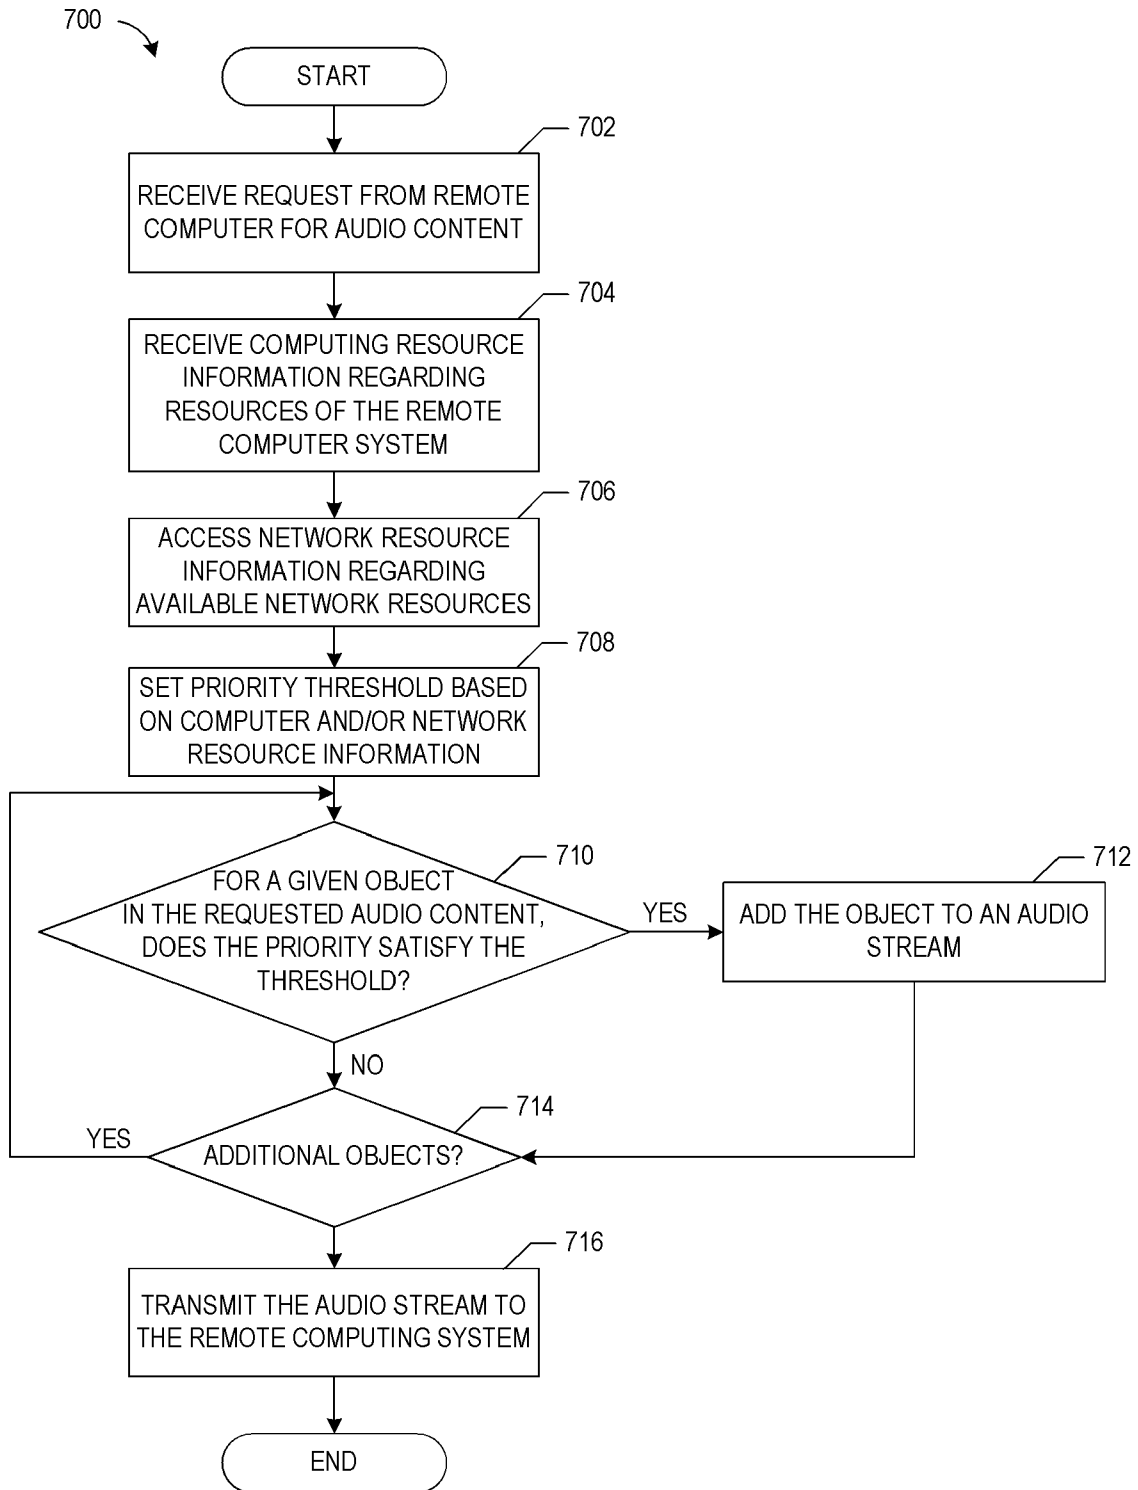 700
START
702
RECEIVE REQUEST FROM REMOTE
COMPUTER FOR AUDIO CONTENT
704
RECEIVE COMPUTING RESOURCE
INFORMATION REGARDING
RESOURCES OF THE REMOTE
COMPUTER SYSTEM
706
ACCESS NETWORK RESOURCE
INFORMATION REGARDING
AVAILABLE NETWORK RESOURCES
708
SET PRIORITY THRESHOLD BASED
ON COMPUTER AND/OR NETWORK
RESOURCE INFORMATION
710
FOR A GIVEN OBJECT
IN THE REQUESTED AUDIO CONTENT,
DOES THE PRIORITY SATISFY THE
THRESHOLD?
YES
712
ADD THE OBJECT TO AN AUDIO
STREAM
NO
714
ADDITIONAL OBJECTS?
YES
716
TRANSMIT THE AUDIO STREAM TO
THE REMOTE COMPUTING SYSTEM
END